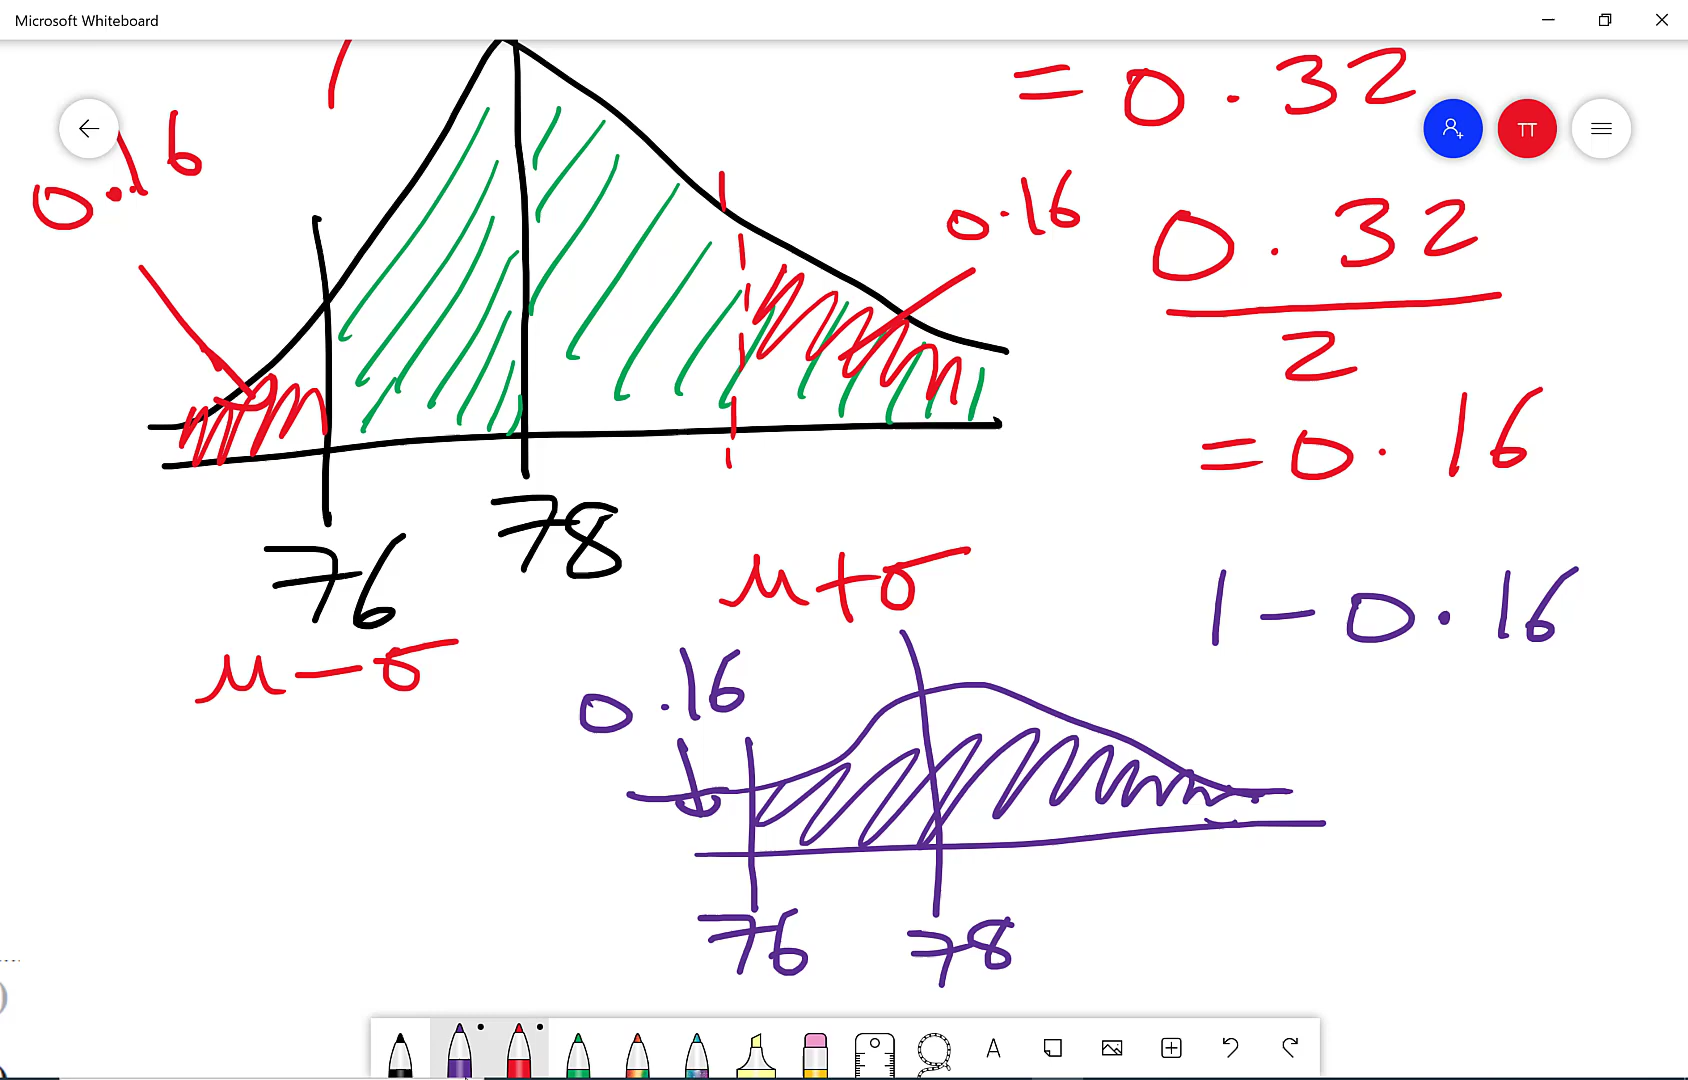 Microsoft Whiteboard
= 0.32
0.16
TT
0.16
0.32
2
= 0.16
78
76
μ+σ
1 - 0.16
μ-σ
0.16
76
78
A